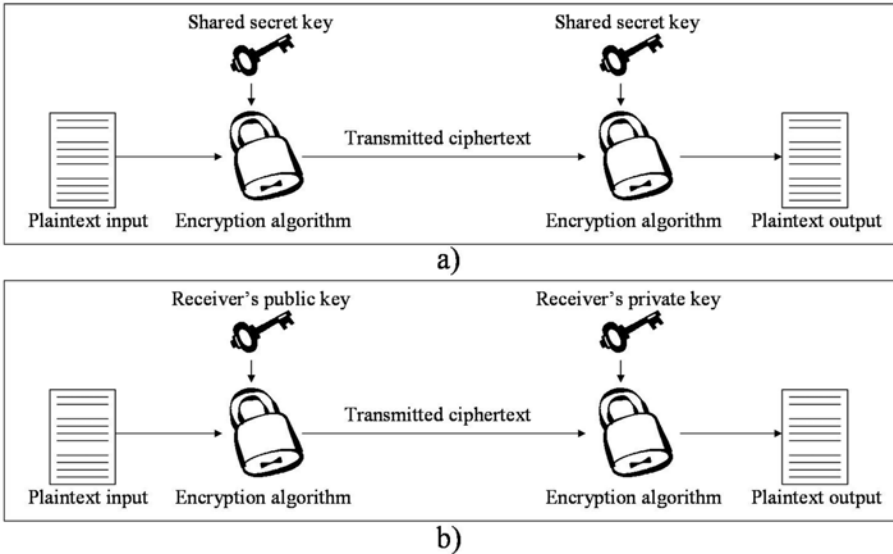 Shared secret key
Shared secret key
Transmitted ciphertext
Plaintext input
Encryption algorithm
Encryption algorithm
Plaintext output
a)
Receiver’s public key
Receiver’s private key
Transmitted ciphertext
Plaintext input
Encryption algorithm
Encryption algorithm
Plaintext output
b)